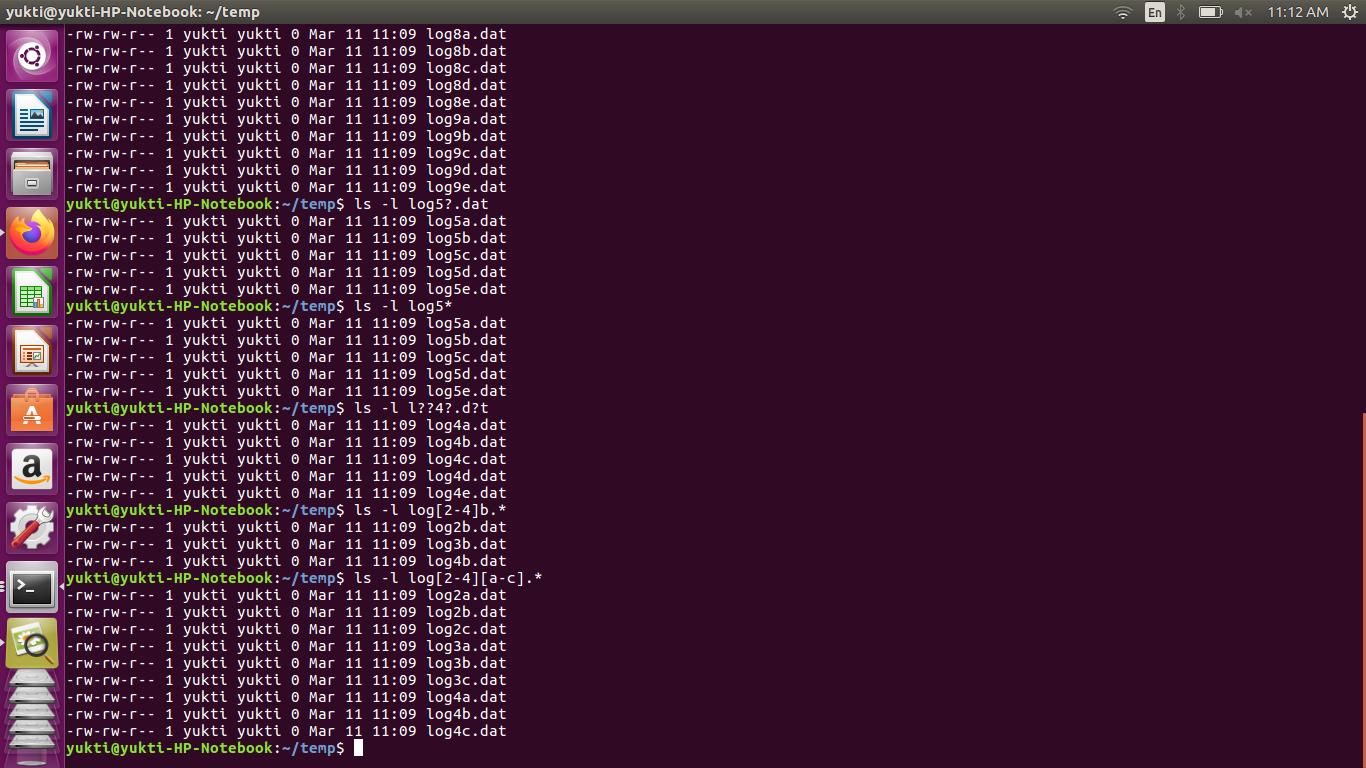 yukti@yukti-HP-Notebook: ~/temp
En
11:12 AM
-rw-rw-r-- 1 yukti yukti 0 Mar 11 11:09 log8a.dat
-rw-rw-r-- 1 yukti yukti 0 Mar 11 11:09 log8b.dat
-rw-rw-r-- 1 yukti yukti 0 Mar 11 11:09 log8c.dat
-rw-rw-r-- 1 yukti yukti 0 Mar 11 11:09 log8d.dat
-rw-rw-r-- 1 yukti yukti 0 Mar 11 11:09 log8e.dat
-rw-rw-r-- 1 yukti yukti 0 Mar 11 11:09 log9a.dat
-rw-rw-r-- 1 yukti yukti 0 Mar 11 11:09 log9b.dat
-rw-rw-r-- 1 yukti yukti 0 Mar 11 11:09 log9c.dat
-rw-rw-r-- 1 yukti yukti 0 Mar 11 11:09 log9d.dat
-rw-rw-r-- 1 yukti yukti 0 Mar 11 11:09 log9e.dat
yukti@yukti-HP-Notebook:~/temp$ ls -l log5?.dat
-rw-rw-r-- 1 yukti yukti 0 Mar 11 11:09 log5a.dat
-rw-rw-r-- 1 yukti yukti 0 Mar 11 11:09 log5b.dat
-rw-rw-r-- 1 yukti yukti 0 Mar 11 11:09 log5c.dat
-rw-rw-r-- 1 yukti yukti 0 Mar 11 11:09 log5d.dat
-rw-rw-r-- 1 yukti yukti 0 Mar 11 11:09 log5e.dat
yukti@yukti-HP-Notebook:~/temp$ ls -l log5*
-rw-rw-r-- 1 yukti yukti 0 Mar 11 11:09 log5a.dat
-rw-rw-r-- 1 yukti yukti 0 Mar 11 11:09 log5b.dat
-rw-rw-r-- 1 yukti yukti 0 Mar 11 11:09 log5c.dat
-rw-rw-r-- 1 yukti yukti 0 Mar 11 11:09 log5d.dat
-rw-rw-r-- 1 yukti yukti 0 Mar 11 11:09 log5e.dat
yukti@yukti-HP-Notebook:~/temp$ ls -l l??4?.d?t
-rw-rw-r-- 1 yukti yukti 0 Mar 11 11:09 log4a.dat
-rw-rw-r-- 1 yukti yukti 0 Mar 11 11:09 log4b.dat
-rw-rw-r-- 1 yukti yukti 0 Mar 11 11:09 log4c.dat
-rw-rw-r-- 1 yukti yukti 0 Mar 11 11:09 log4d.dat
-rw-rw-r-- 1 yukti yukti 0 Mar 11 11:09 log4e.dat
yukti@yukti-HP-Notebook:~/temp$ ls -l log[2-4]b.*
-rw-rw-r-- 1 yukti yukti 0 Mar 11 11:09 log2b.dat
-rw-rw-r-- 1 yukti yukti 0 Mar 11 11:09 log3b.dat
-rw-rw-r-- 1 yukti yukti 0 Mar 11 11:09 log4b.dat
yukti@yukti-HP-Notebook:~/temp$ ls -l log[2-4][a-c].*
-rw-rw-r-- 1 yukti yukti 0 Mar 11 11:09 log2a.dat
-rw-rw-r-- 1 yukti yukti 0 Mar 11 11:09 log2b.dat
-rw-rw-r-- 1 yukti yukti 0 Mar 11 11:09 log2c.dat
-rw-rw-r-- 1 yukti yukti 0 Mar 11 11:09 log3a.dat
-rw-rw-r-- 1 yukti yukti 0 Mar 11 11:09 log3b.dat
-rw-rw-r-- 1 yukti yukti 0 Mar 11 11:09 log3c.dat
-rw-rw-r-- 1 yukti yukti 0 Mar 11 11:09 log4a.dat
-rw-rw-r-- 1 yukti yukti 0 Mar 11 11:09 log4b.dat
-rw-rw-r-- 1 yukti yukti 0 Mar 11 11:09 log4c.dat
yukti@yukti-HP-Notebook:~/temp$